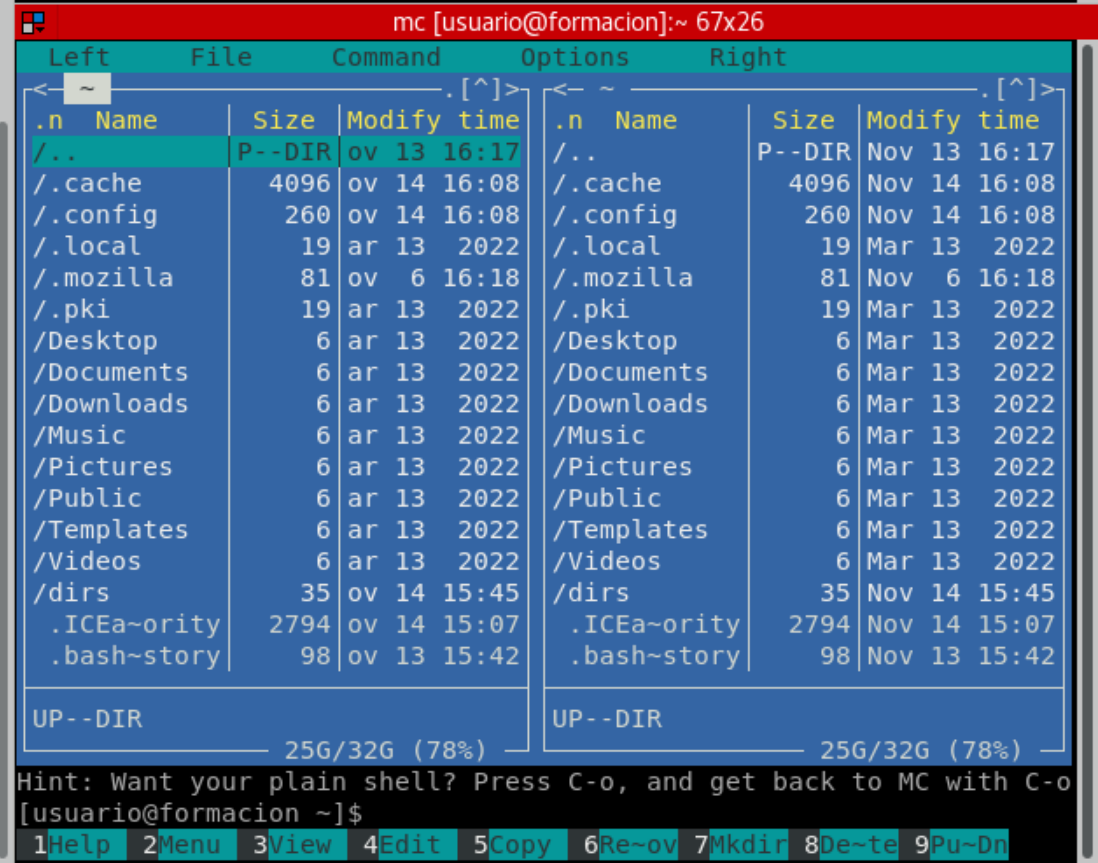 mc [usuario@formacion]:~ 67x26
Left File Command Options Right
<─ ~ ─.[^]>┐ ┌<─ ~ ─.[^]>
.n Name │ Size │Modify time .n Name │ Size │Modify time
/.. │P--DIR│ov 13 16:17 /.. │P--DIR│Nov 13 16:17
/.cache │ 4096│ov 14 16:08 /.cache │ 4096│Nov 14 16:08
/.config │ 260│ov 14 16:08 /.config │ 260│Nov 14 16:08
/.local │ 19│ar 13 2022 /.local │ 19│Mar 13 2022
/.mozilla │ 81│ov 6 16:18 /.mozilla │ 81│Nov 6 16:18
/.pki │ 19│ar 13 2022 /.pki │ 19│Mar 13 2022
/Desktop │ 6│ar 13 2022 /Desktop │ 6│Mar 13 2022
/Documents │ 6│ar 13 2022 /Documents │ 6│Mar 13 2022
/Downloads │ 6│ar 13 2022 /Downloads │ 6│Mar 13 2022
/Music │ 6│ar 13 2022 /Music │ 6│Mar 13 2022
/Pictures │ 6│ar 13 2022 /Pictures │ 6│Mar 13 2022
/Public │ 6│ar 13 2022 /Public │ 6│Mar 13 2022
/Templates │ 6│ar 13 2022 /Templates │ 6│Mar 13 2022
/Videos │ 6│ar 13 2022 /Videos │ 6│Mar 13 2022
/dirs │ 35│ov 14 15:45 /dirs │ 35│Nov 14 15:45
.ICEa~ority│ 2794│ov 14 15:07 .ICEa~ority│ 2794│Nov 14 15:07
.bash~story│ 98│ov 13 15:42 .bash~story│ 98│Nov 13 15:42
UP--DIR UP--DIR
25G/32G (78%) 25G/32G (78%)
Hint: Want your plain shell? Press C-o, and get back to MC with C-o
[usuario@formacion ~]$
1Help 2Menu 3View 4Edit 5Copy 6Re~ov 7Mkdir 8De~te 9Pu~Dn